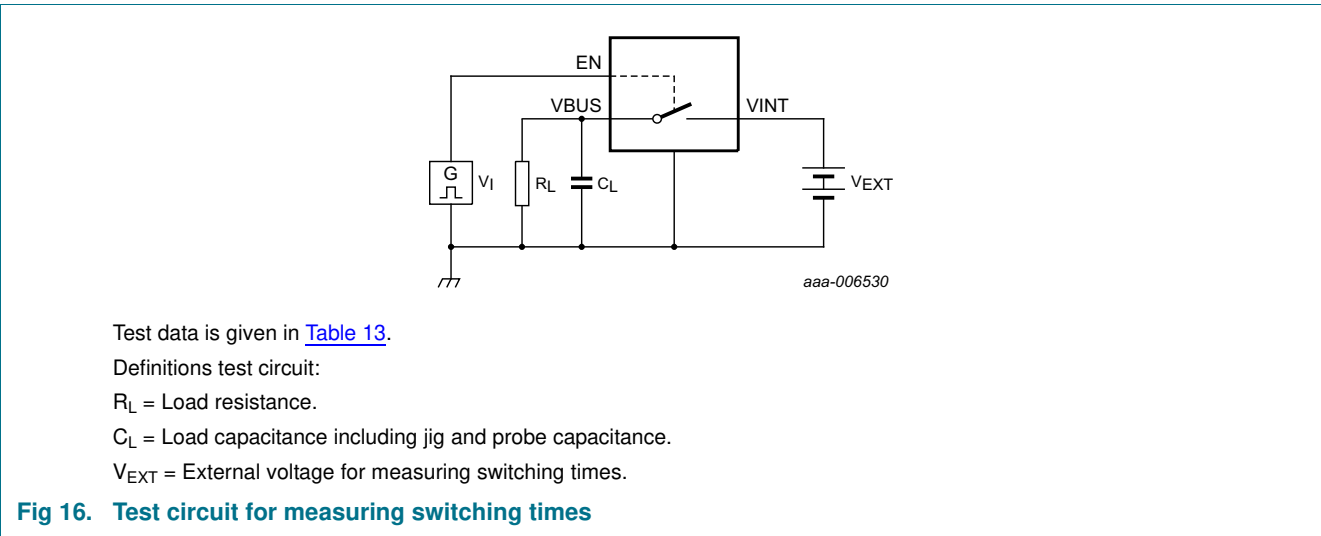 EN
VBUS
VINT
G
VI
RL
CL
VEXT
aaa-006530
Test data is given in Table 13.
Definitions test circuit:
RL = Load resistance.
CL = Load capacitance including jig and probe capacitance.
VEXT = External voltage for measuring switching times.
Fig 16. Test circuit for measuring switching times